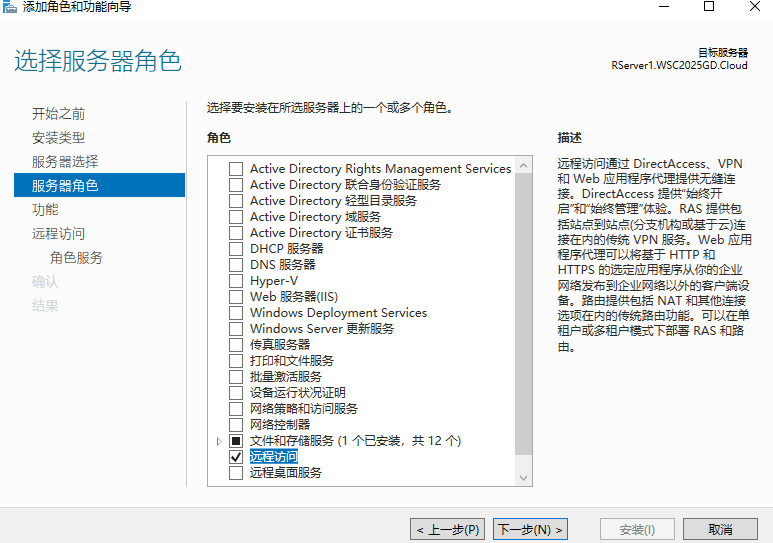 添加角色和功能向导
选择服务器角色
目标服务器
RServer1.WSC2025GD.Cloud
开始之前
安装类型
服务器选择
服务器角色
功能
远程访问
角色服务
确认
结果
选择要安装在所选服务器上的一个或多个角色。
角色
Active Directory Rights Management Services
Active Directory 联合身份验证服务
Active Directory 轻型目录服务
Active Directory 域服务
Active Directory 证书服务
DHCP 服务器
DNS 服务器
Hyper-V
Web 服务器(IIS)
Windows Deployment Services
Windows Server 更新服务
传真服务器
打印和文件服务
批量激活服务
设备运行状况证明
网络策略和访问服务
网络控制器
文件和存储服务 (1 个已安装，共 12 个)
远程访问
远程桌面服务
描述
远程访问通过 DirectAccess、VPN
和 Web 应用程序代理提供无缝连
接。DirectAccess 提供“始终开
启”和“始终管理”体验。RAS 提供包
括站点到站点(分支机构或基于云)连
接在内的传统 VPN 服务。Web 应用
程序代理可以将基于 HTTP 和
HTTPS 的选定应用程序从你的企业
网络发布到企业网络以外的客户端设
备。路由提供包括 NAT 和其他连接
选项在内的传统路由功能。可以在单
租户或多租户模式下部署 RAS 和路
由。
< 上一步(P)
下一步(N) >
安装(I)
取消